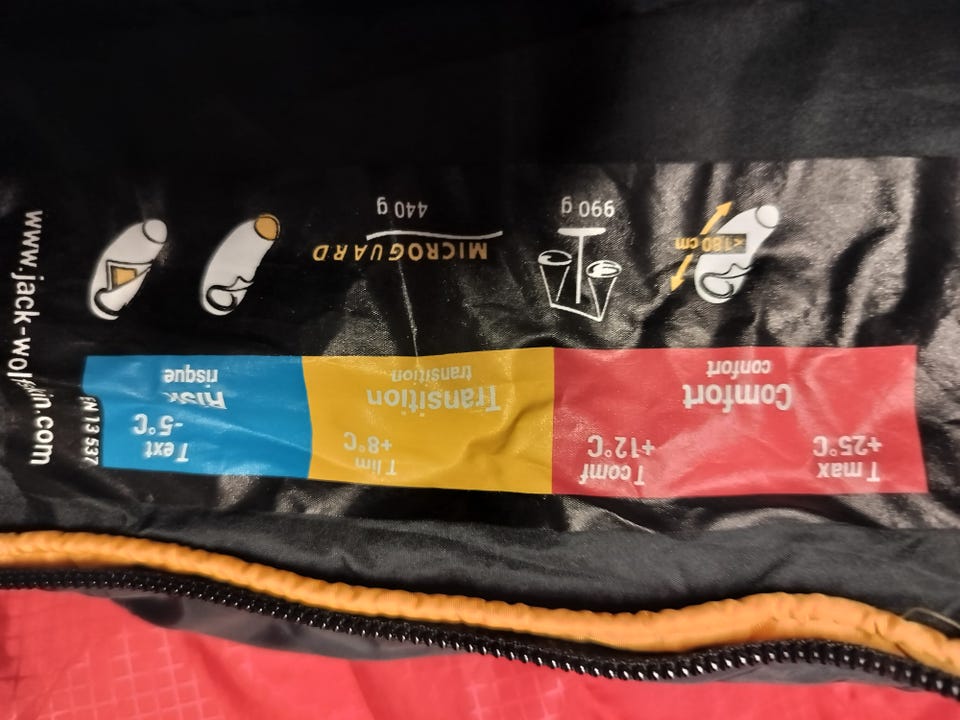 T max
+25°C
T comf
+12°C
T lim
+8°C
T ext
-5°C
Comfort
confort
Transition
transition
Risk
risque
EN 13 537
< 180 cm
990 g
MICROGUARD
440 g
www.jack-wolfskin.com